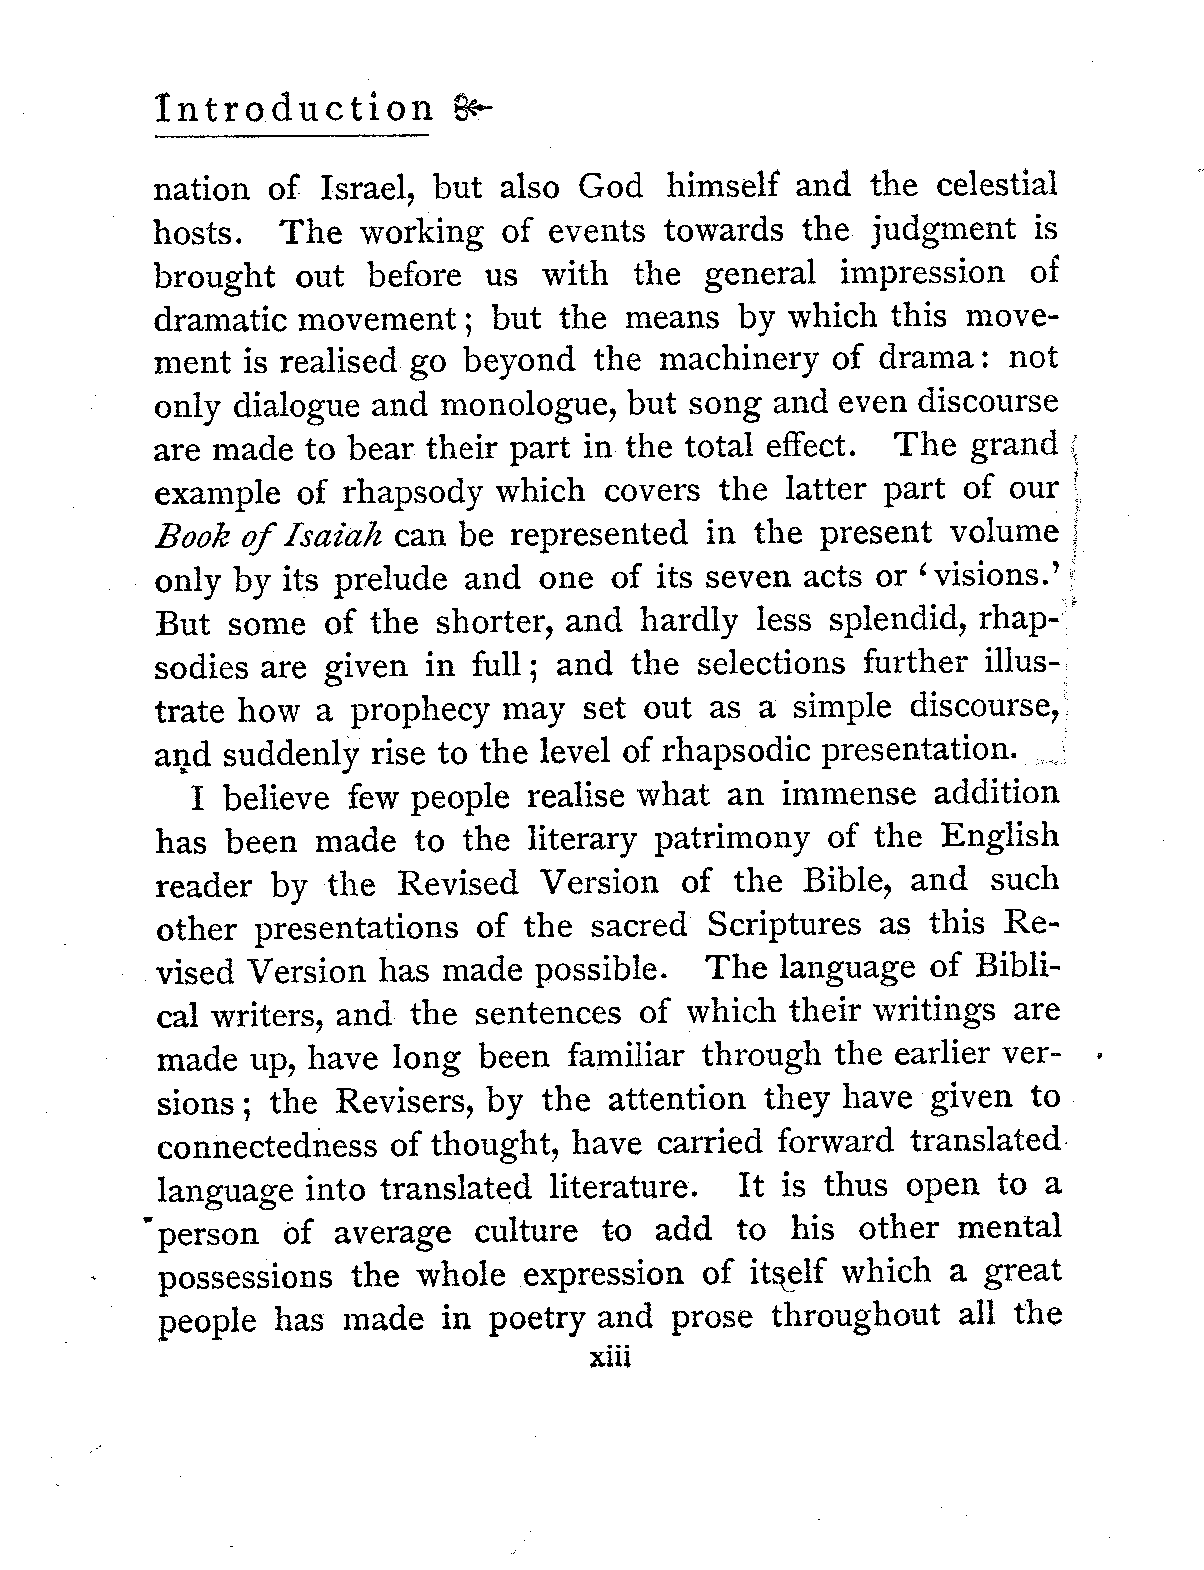 Introduction
nation of Israel, but also God himself and the celestial
hosts. The working of events towards the judgment is
brought out before us with the general impression of
dramatic movement; but the means by which this move-
ment is realised go beyond the machinery of drama: not
only dialogue and monologue, but song and even discourse
are made to bear their part in the total effect. The grand
example of rhapsody which covers the latter part of our
Book of Isaiah can be represented in the present volume
only by its prelude and one of its seven acts or ‘visions.’
But some of the shorter, and hardly less splendid, rhap-
sodies are given in full; and the selections further illus-
trate how a prophecy may set out as a simple discourse,
and suddenly rise to the level of rhapsodic presentation.
I believe few people realise what an immense addition
has been made to the literary patrimony of the English
reader by the Revised Version of the Bible, and such
other presentations of the sacred Scriptures as this Re-
vised Version has made possible. The language of Bibli-
cal writers, and the sentences of which their writings are
made up, have long been familiar through the earlier ver-
sions; the Revisers, by the attention they have given to
connectedness of thought, have carried forward translated
language into translated literature. It is thus open to a
person of average culture to add to his other mental
possessions the whole expression of itself which a great
people has made in poetry and prose throughout all the
xiii